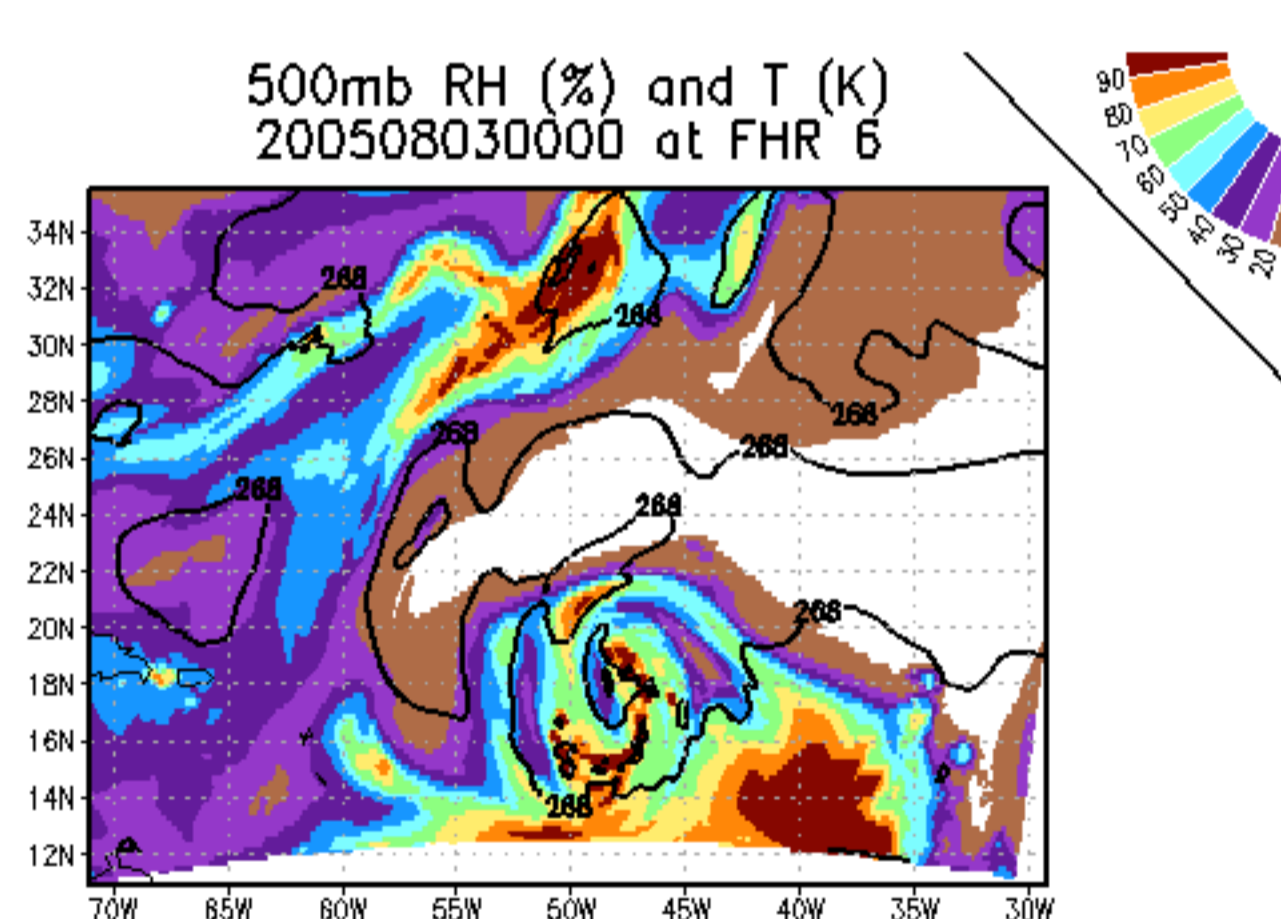 500mb RH (%) and T (K)
200508030000 at FHR 6
90
80
70
60
50
40
30
20
34N
32N
30N
28N
26N
24N
22N
20N
18N
16N
14N
12N
268
268
268
268
268
268
268
268
268
70W 65W 60W 55W 50W 45W 40W 35W 30W